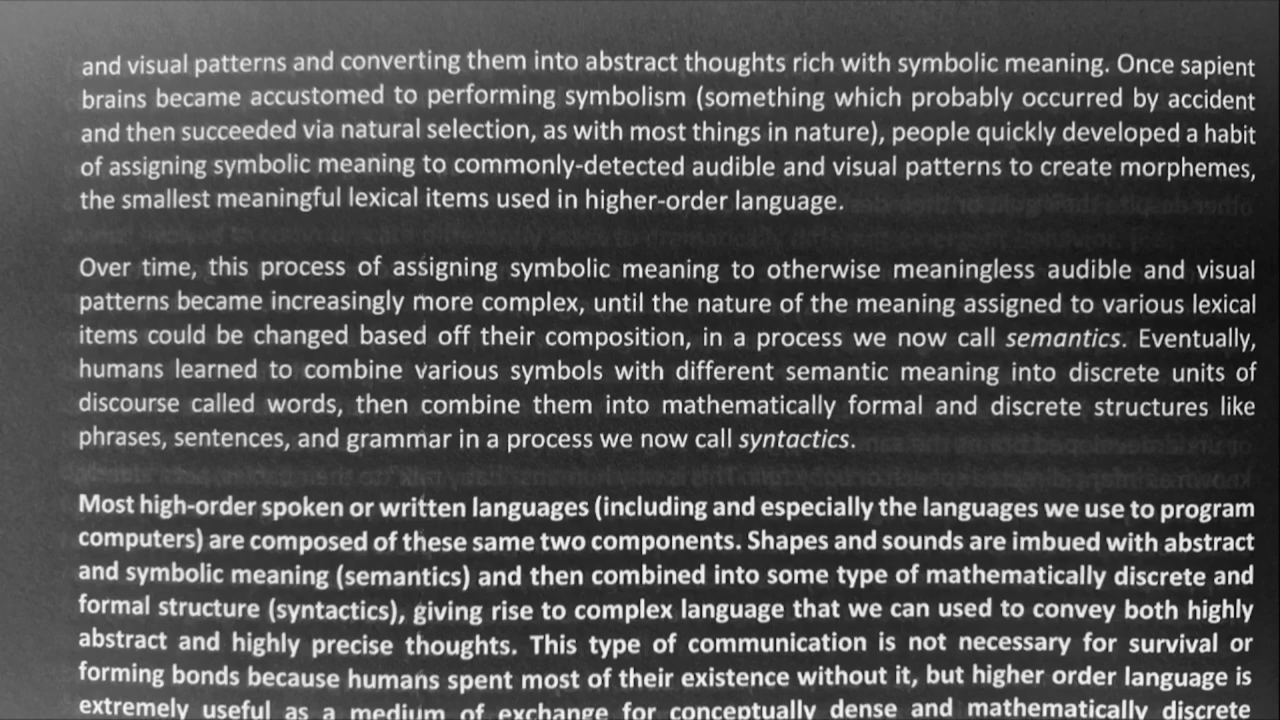 and visual patterns and converting them into abstract thoughts rich with symbolic meaning. Once sapient
brains became accustomed to performing symbolism (something which probably occurred by accident
and then succeeded via natural selection, as with most things in nature), people quickly developed a habit
of assigning symbolic meaning to commonly-detected audible and visual patterns to create morphemes,
the smallest meaningful lexical items used in higher-order language.
Over time, this process of assigning symbolic meaning to otherwise meaningless audible and visual
patterns became increasingly more complex, until the nature of the meaning assigned to various lexical
items could be changed based off their composition, in a process we now call semantics. Eventually,
humans learned to combine various symbols with different semantic meaning into discrete units of
discourse called words, then combine them into mathematically formal and discrete structures like
phrases, sentences, and grammar in a process we now call syntactics.
Most high-order spoken or written languages (including and especially the languages we use to program
computers) are composed of these same two components. Shapes and sounds are imbued with abstract
and symbolic meaning (semantics) and then combined into some type of mathematically discrete and
formal structure (syntactics), giving rise to complex language that we can used to convey both highly
abstract and highly precise thoughts. This type of communication is not necessary for survival or
forming bonds because humans spent most of their existence without it, but higher order language is
extremely useful as a medium of exchange for conceptually dense and mathematically discrete